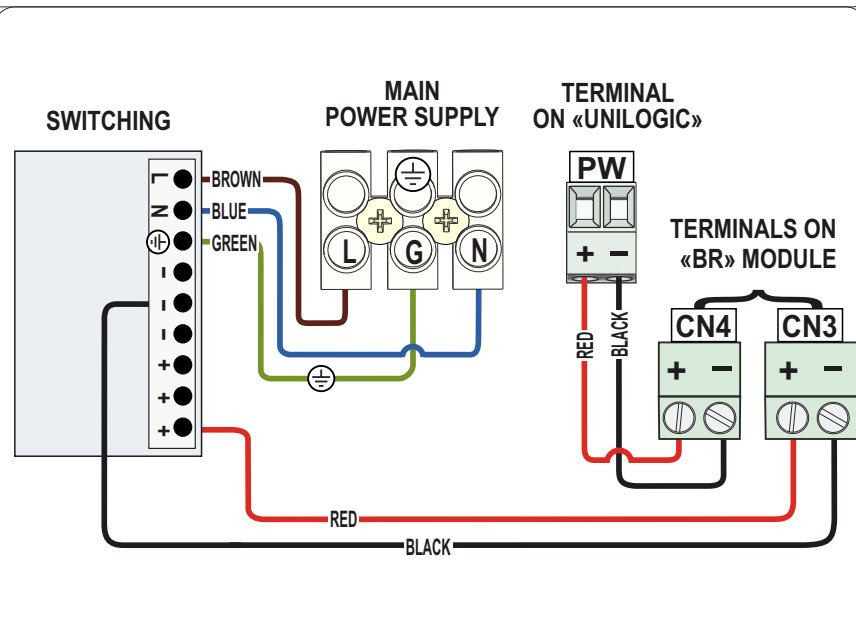 SWITCHING
MAIN
POWER SUPPLY
TERMINAL
ON «UNILOGIC»
PW
+ −
TERMINALS ON
«BR» MODULE
CN4
+ −
CN3
+ −
L
N
−
−
−
+
+
+
BROWN
BLUE
GREEN
L
G
N
RED
BLACK
RED
BLACK